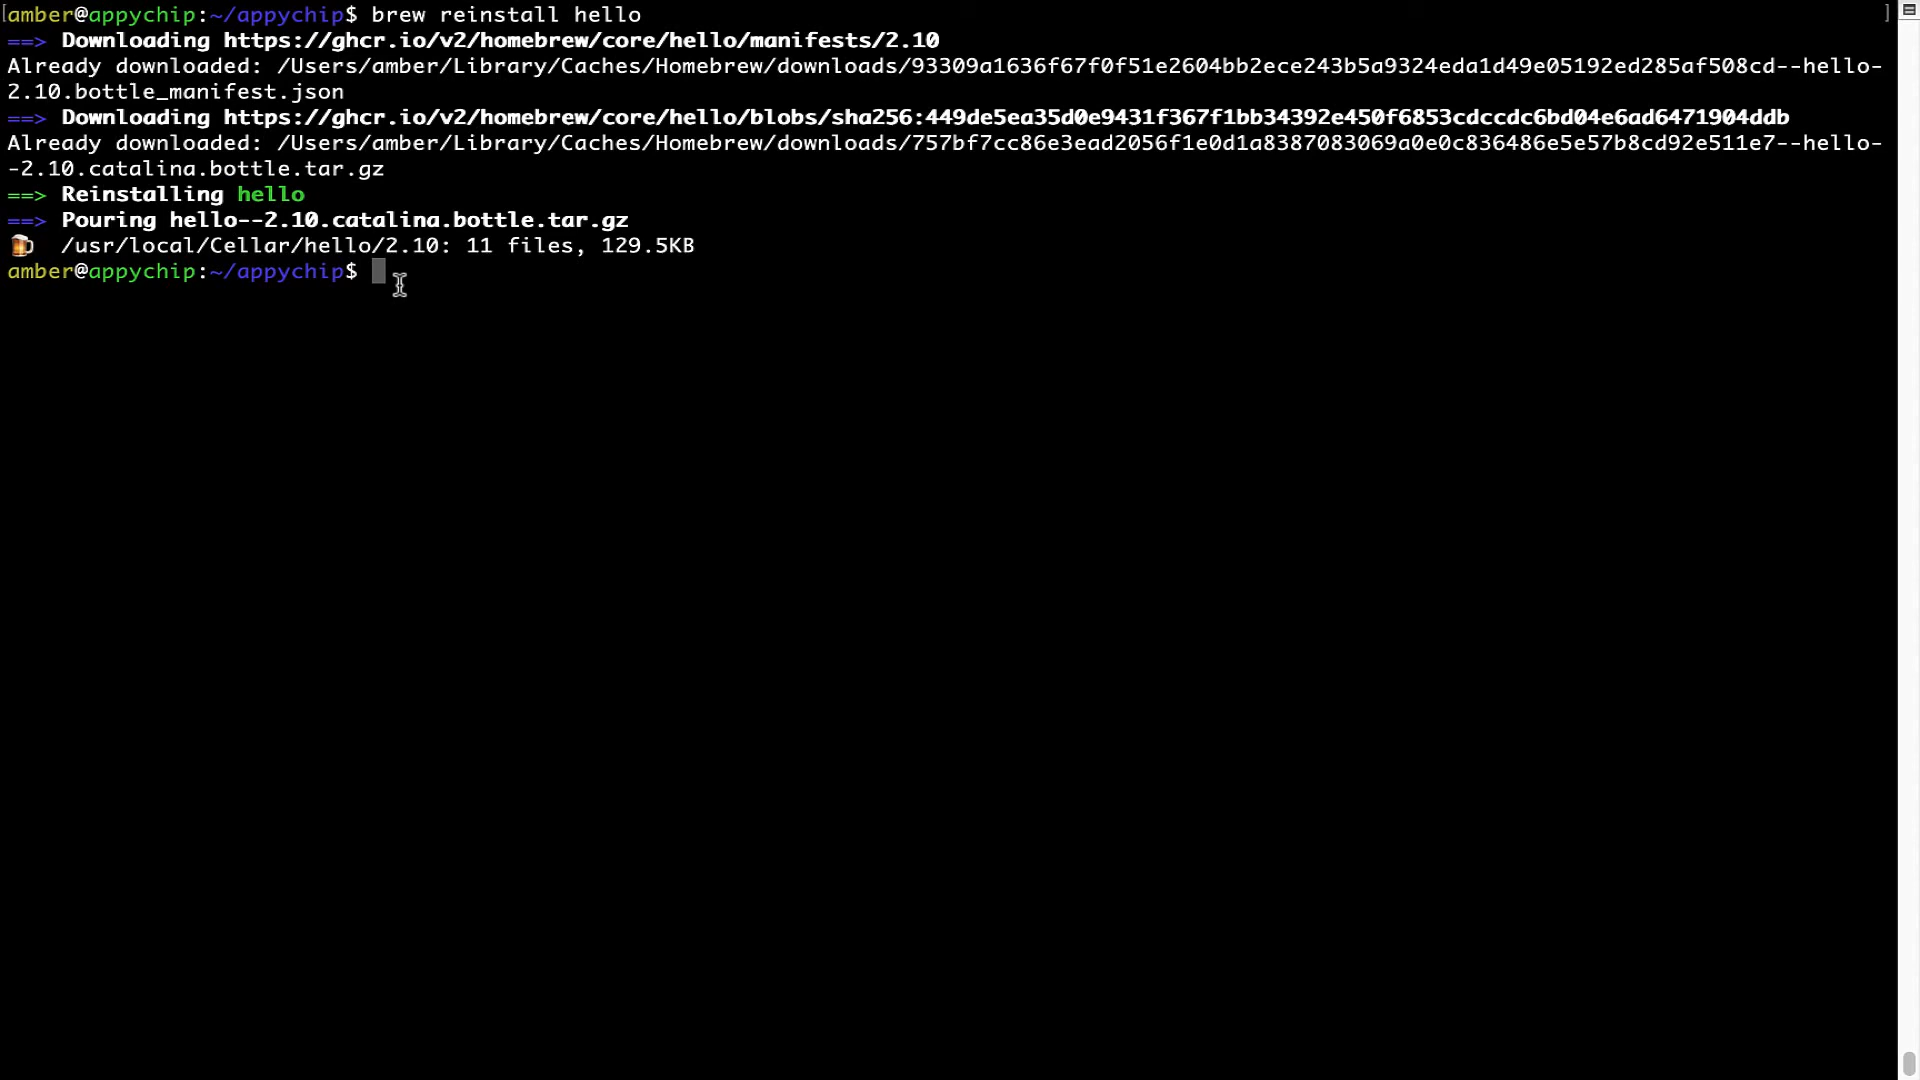 amber@appychip:~/appychip$ brew reinstall hello
==> Downloading https://ghcr.io/v2/homebrew/core/hello/manifests/2.10
Already downloaded: /Users/amber/Library/Caches/Homebrew/downloads/93309a1636f67f0f51e2604bb2ece243b5a9324eda1d49e05192ed285af508cd--hello-
2.10.bottle_manifest.json
==> Downloading https://ghcr.io/v2/homebrew/core/hello/blobs/sha256:449de5ea35d0e9431f367f1bb34392e450f6853cdccdc6bd04e6ad6471904ddb
Already downloaded: /Users/amber/Library/Caches/Homebrew/downloads/757bf7cc86e3ead2056f1e0d1a8387083069a0e0c836486e5e57b8cd92e511e7--hello-
-2.10.catalina.bottle.tar.gz
==> Reinstalling hello
==> Pouring hello--2.10.catalina.bottle.tar.gz
🍺  /usr/local/Cellar/hello/2.10: 11 files, 129.5KB
amber@appychip:~/appychip$